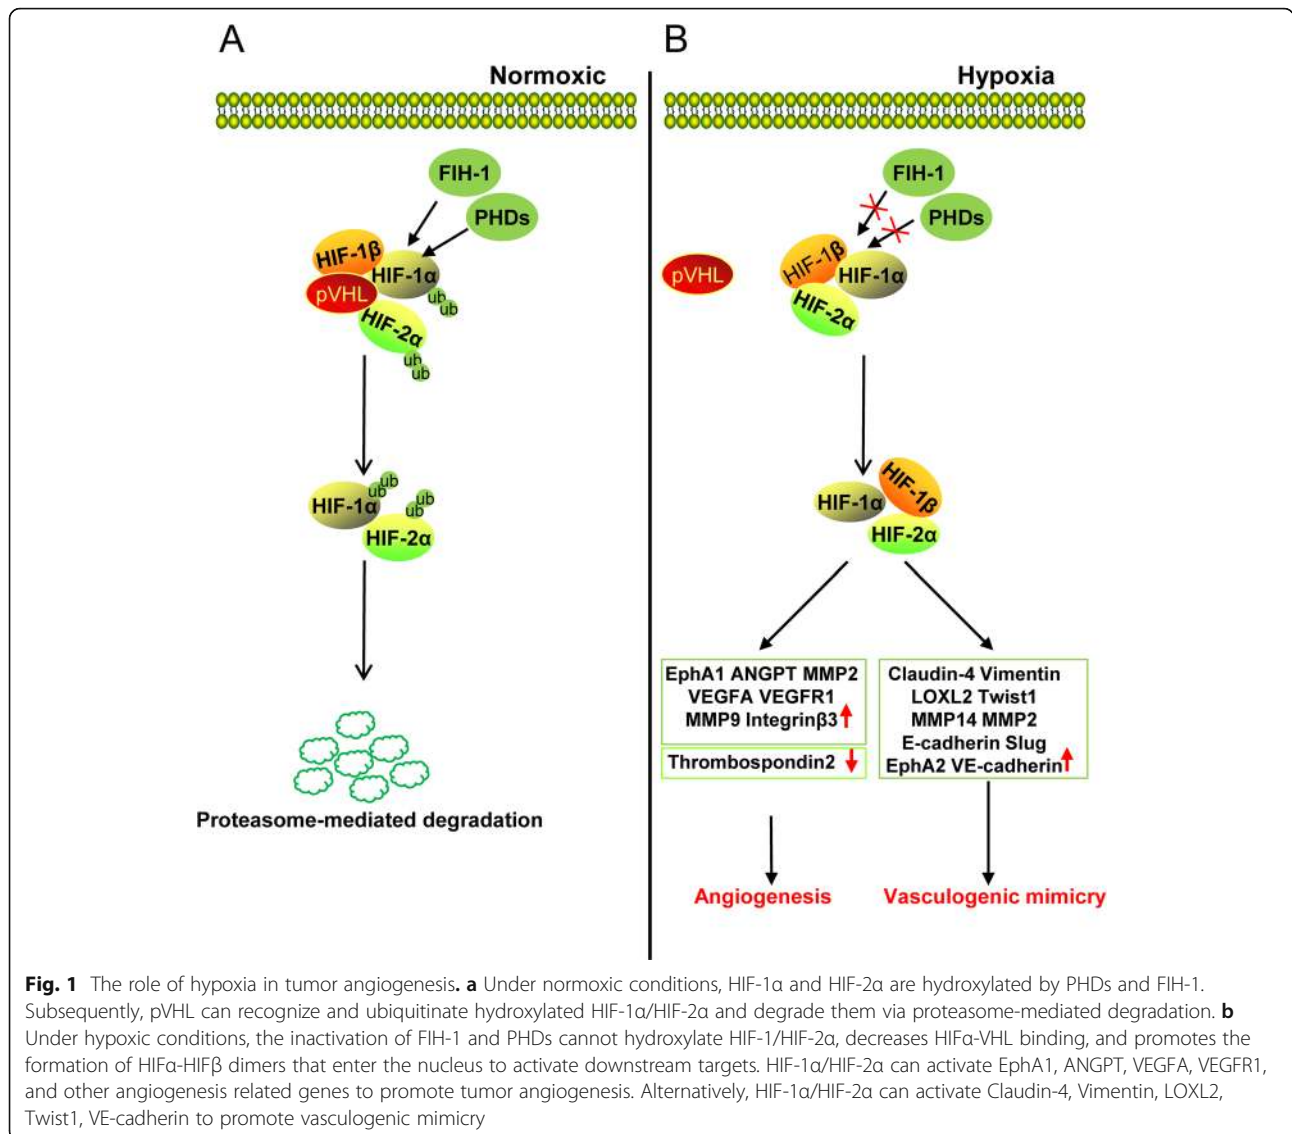 A
Normoxic
FIH-1
PHDs
HIF-1β
HIF-1α
pVHL
ub
ub
HIF-2α
ub
ub
ub
ub
HIF-1α
ub
ub
HIF-2α
Proteasome-mediated degradation
B
Hypoxia
FIH-1
PHDs
HIF-1β
pVHL
HIF-1α
HIF-2α
HIF-1β
HIF-1α
HIF-2α
EphA1 ANGPT MMP2
VEGFA VEGFR1
MMP9 Integrinβ3
Thrombospondin2
Angiogenesis
Claudin-4 Vimentin
LOXL2 Twist1
MMP14 MMP2
E-cadherin Slug
EphA2 VE-cadherin
Vasculogenic mimicry
Fig. 1 The role of hypoxia in tumor angiogenesis. a Under normoxic conditions, HIF-1α and HIF-2α are hydroxylated by PHDs and FIH-1.
Subsequently, pVHL can recognize and ubiquitinate hydroxylated HIF-1α/HIF-2α and degrade them via proteasome-mediated degradation. b
Under hypoxic conditions, the inactivation of FIH-1 and PHDs cannot hydroxylate HIF-1/HIF-2α, decreases HIFα-VHL binding, and promotes the
formation of HIFα-HIFβ dimers that enter the nucleus to activate downstream targets. HIF-1α/HIF-2α can activate EphA1, ANGPT, VEGFA, VEGFR1,
and other angiogenesis related genes to promote tumor angiogenesis. Alternatively, HIF-1α/HIF-2α can activate Claudin-4, Vimentin, LOXL2,
Twist1, VE-cadherin to promote vasculogenic mimicry